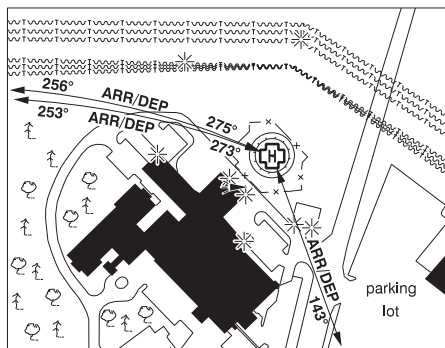 256°
ARR/DEP
253°
ARR/DEP
275°
273°
H
ARR/DEP
143°
parking
lot